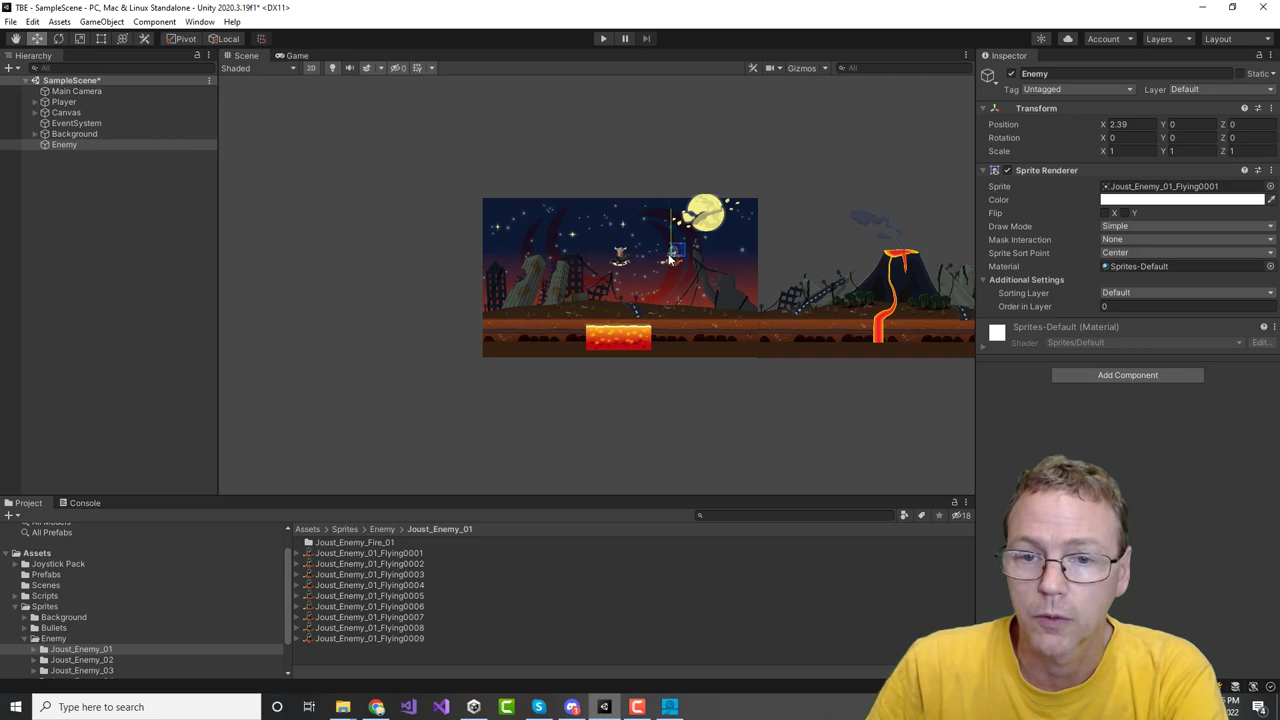 TBE - SampleScene - PC, Mac & Linux Standalone - Unity 2020.3.19f1* <DX11>
File Edit Assets GameObject Component Window Help
Pivot Local Account Layers Layout
Hierarchy
All
SampleScene*
Main Camera
Player
Canvas
EventSystem
Background
Enemy
Scene Game
Shaded 2D 0 Gizmos All
Inspector
Enemy Static
Tag Untagged Layer Default
Transform
Position X 2.39 Y 0 Z 0
Rotation X 0 Y 0 Z 0
Scale X 1 Y 1 Z 1
Sprite Renderer
Sprite Joust_Enemy_01_Flying0001
Color
Flip X Y
Draw Mode Simple
Mask Interaction None
Sprite Sort Point Center
Material Sprites-Default
Additional Settings
Sorting Layer Default
Order in Layer 0
Sprites-Default (Material)
Shader Sprites/Default Edit...
Add Component
Project Console
18
All Prefabs
Assets
Joystick Pack
Prefabs
Scenes
Scripts
Sprites
Background
Bullets
Enemy
Joust_Enemy_01
Joust_Enemy_02
Joust_Enemy_03
Assets Sprites Enemy Joust_Enemy_01
Joust_Enemy_Fire_01
Joust_Enemy_01_Flying0001
Joust_Enemy_01_Flying0002
Joust_Enemy_01_Flying0003
Joust_Enemy_01_Flying0004
Joust_Enemy_01_Flying0005
Joust_Enemy_01_Flying0006
Joust_Enemy_01_Flying0007
Joust_Enemy_01_Flying0008
Joust_Enemy_01_Flying0009
Type here to search